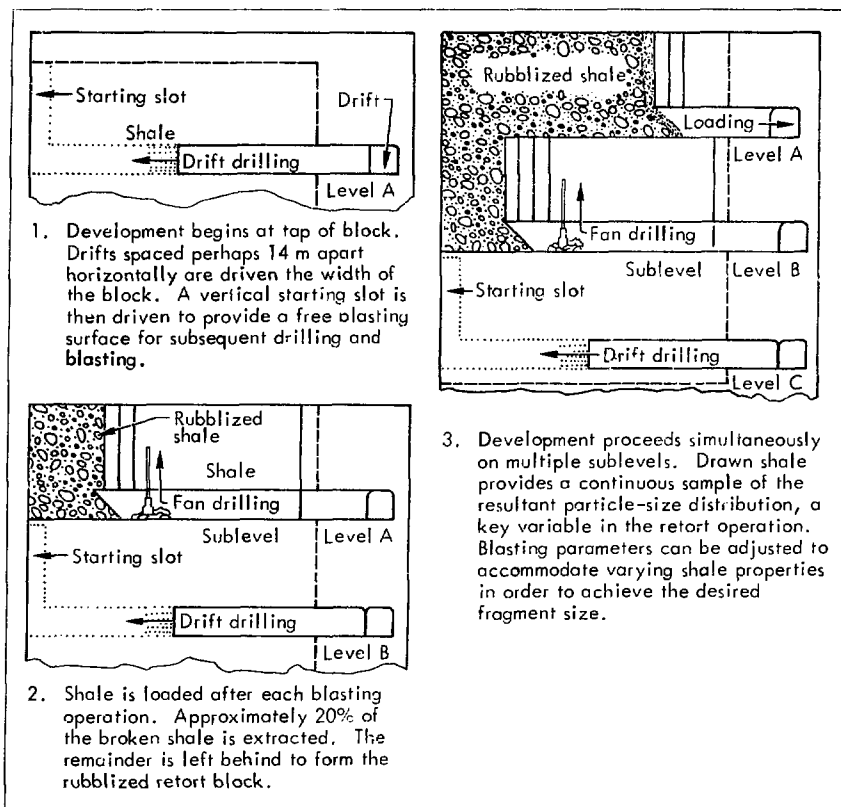 Starting slot
Drift
Shale
Drift drilling
Level A
1. Development begins at tap of block.
Drifts spaced perhaps 14 m apart
horizontally are driven the width of
the block. A vertical starting slot is
then driven to provide a free blasting
surface for subsequent drilling and
blasting.
Rubblized
shale
Shale
Fan drilling
Sublevel
Level A
Starting slot
Drift drilling
Level B
2. Shale is loaded after each blasting
operation. Approximately 20% of
the broken shale is extracted. The
remainder is left behind to form the
rubblized retort block.
Rubblized shale
Loading
Level A
Fan drilling
Sublevel
Level B
Starting slot
Drift drilling
Level C
3. Development proceeds simultaneously
on multiple sublevels. Drawn shale
provides a continuous sample of the
resultant particle-size distribution, a
key variable in the retort operation.
Blasting parameters can be adjusted to
accommodate varying shale properties
in order to achieve the desired
fragment size.